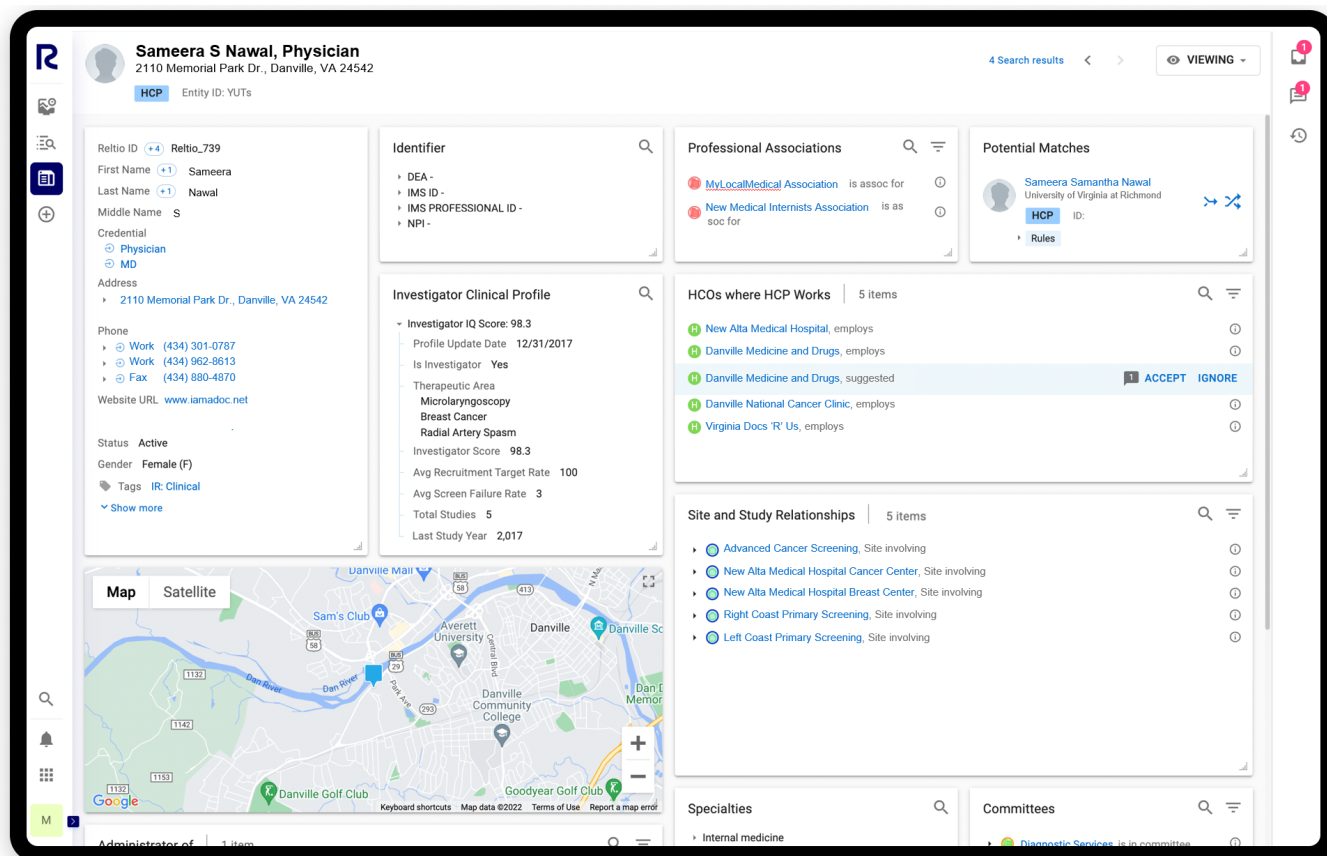 R
Sameera S Nawal, Physician
2110 Memorial Park Dr., Danville, VA 24542
HCP Entity ID: YUTs
4 Search results
VIEWING
1
1
Reltio ID +4 Reltio_739
First Name +1 Sameera
Last Name +1 Nawal
Middle Name S
Credential
Physician
MD
Address
2110 Memorial Park Dr., Danville, VA 24542
Phone
Work (434) 301-0787
Work (434) 962-8613
Fax (434) 880-4870
Website URL www.iamadoc.net
Status Active
Gender Female (F)
Tags IR: Clinical
Show more
Identifier
DEA -
IMS ID -
IMS PROFESSIONAL ID -
NPI -
Professional Associations
MyLocalMedical Association is assoc for
New Medical Internists Association is as
soc for
Potential Matches
Sameera Samantha Nawal
University of Virginia at Richmond
HCP ID:
Rules
Investigator Clinical Profile
Investigator IQ Score: 98.3
Profile Update Date 12/31/2017
Is Investigator Yes
Therapeutic Area
Microlaryngoscopy
Breast Cancer
Radial Artery Spasm
Investigator Score 98.3
Avg Recruitment Target Rate 100
Avg Screen Failure Rate 3
Total Studies 5
Last Study Year 2,017
HCOs where HCP Works 5 items
H New Alta Medical Hospital, employs
H Danville Medicine and Drugs, employs
H Danville Medicine and Drugs, suggested 1 ACCEPT IGNORE
H Danville National Cancer Clinic, employs
H Virginia Docs 'R' Us, employs
Site and Study Relationships 5 items
Advanced Cancer Screening, Site involving
New Alta Medical Hospital Cancer Center, Site involving
New Alta Medical Hospital Breast Center, Site involving
Right Coast Primary Screening, Site involving
Left Coast Primary Screening, Site involving
Map Satellite
Danville Mall
BUS
58
413
N Ma
Sam's Club
BUS
58
Averett
University
Central Blvd
Danville
Danville Sc
BUS
29
1132
Dan River
Dan River
Park Ave
293
Danville
Community
College
Dan D
Memor
1142
1153
1132
Google
Danville Golf Club
Goodyear Golf Club
Keyboard shortcuts Map data ©2022 Terms of Use Report a map error
Specialties
Internal medicine
Committees
Diagnostic Services, is in committee
Administrator of 1 item
M